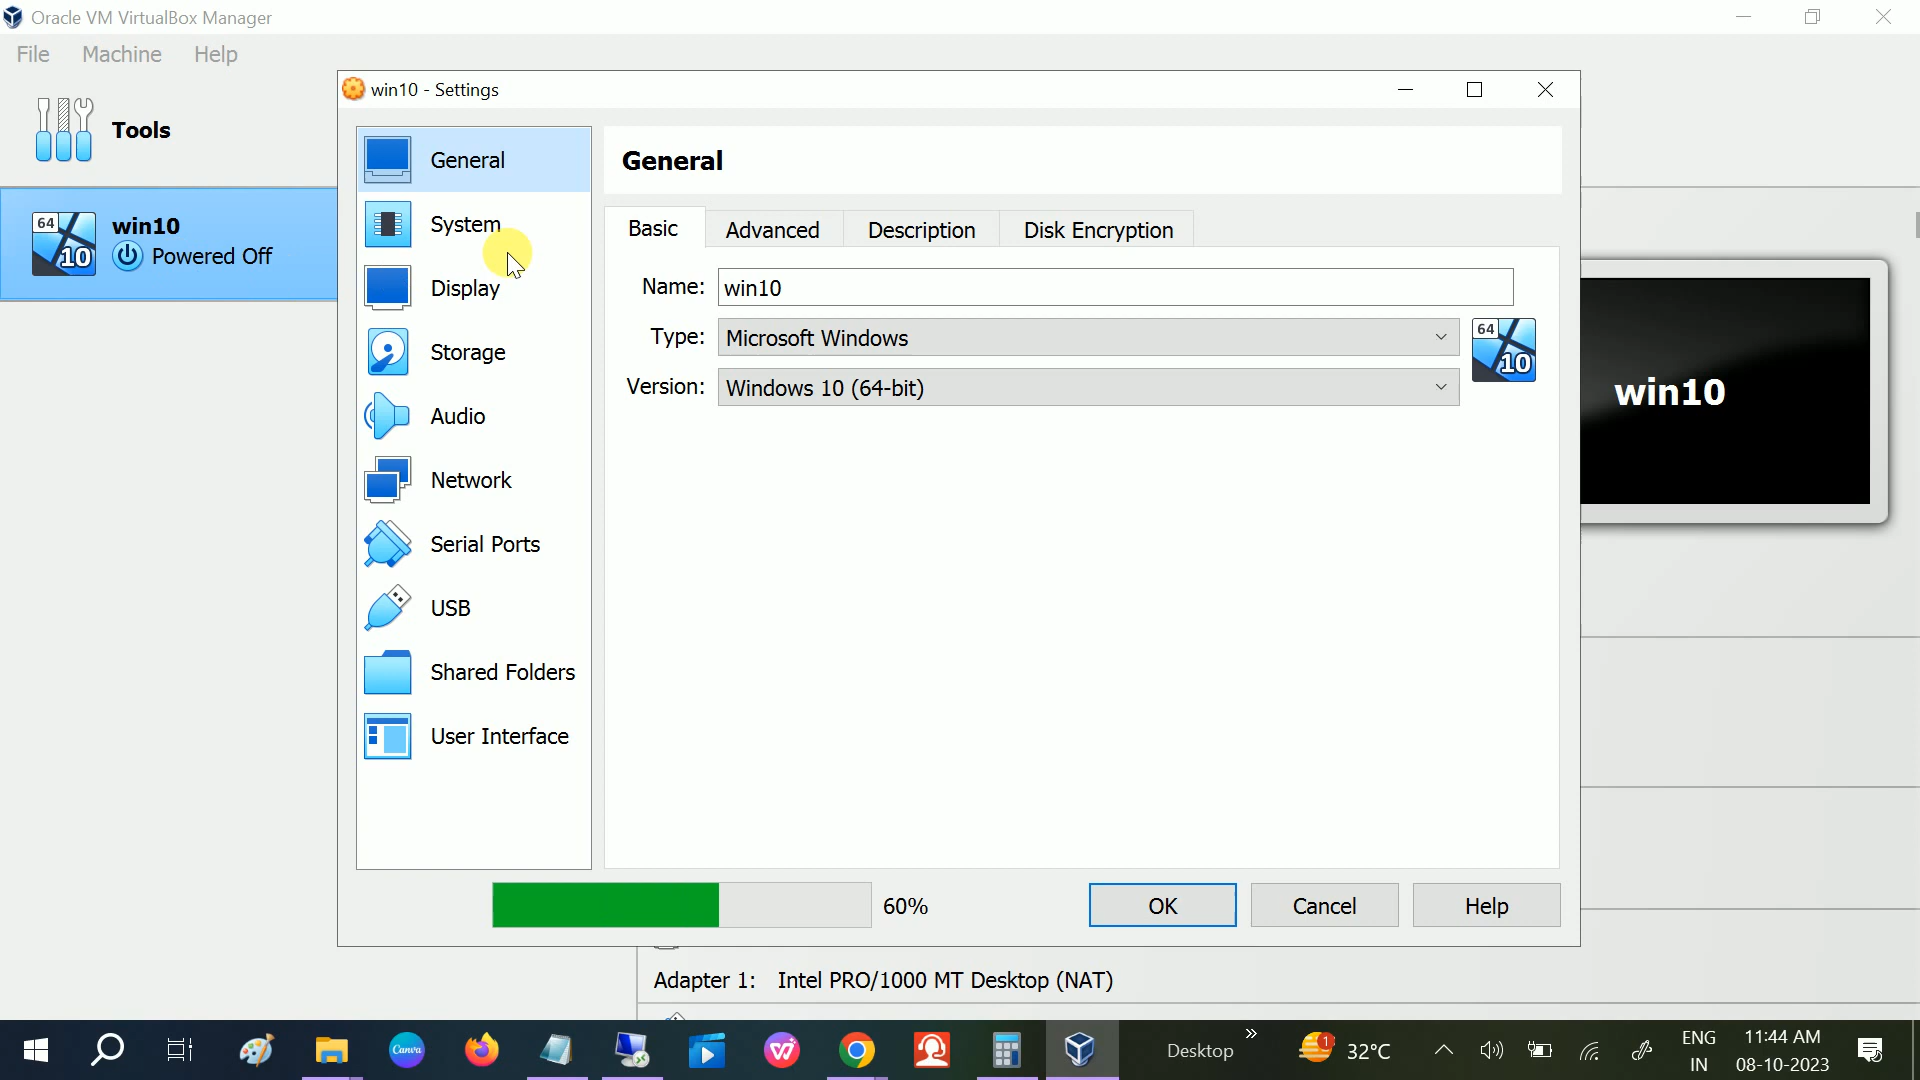 Oracle VM VirtualBox Manager
File Machine Help
win10 - Settings
Tools
General
General
64
10
win10
Powered Off
System
Basic Advanced Description Disk Encryption
Display
Name: win10
Type: Microsoft Windows
64
10
Storage
Version: Windows 10 (64-bit)
win10
Audio
Network
Serial Ports
USB
Shared Folders
User Interface
60%
OK Cancel Help
Adapter 1: Intel PRO/1000 MT Desktop (NAT)
Canva
Desktop
»
1
32°C
ENG
IN
11:44 AM
08-10-2023